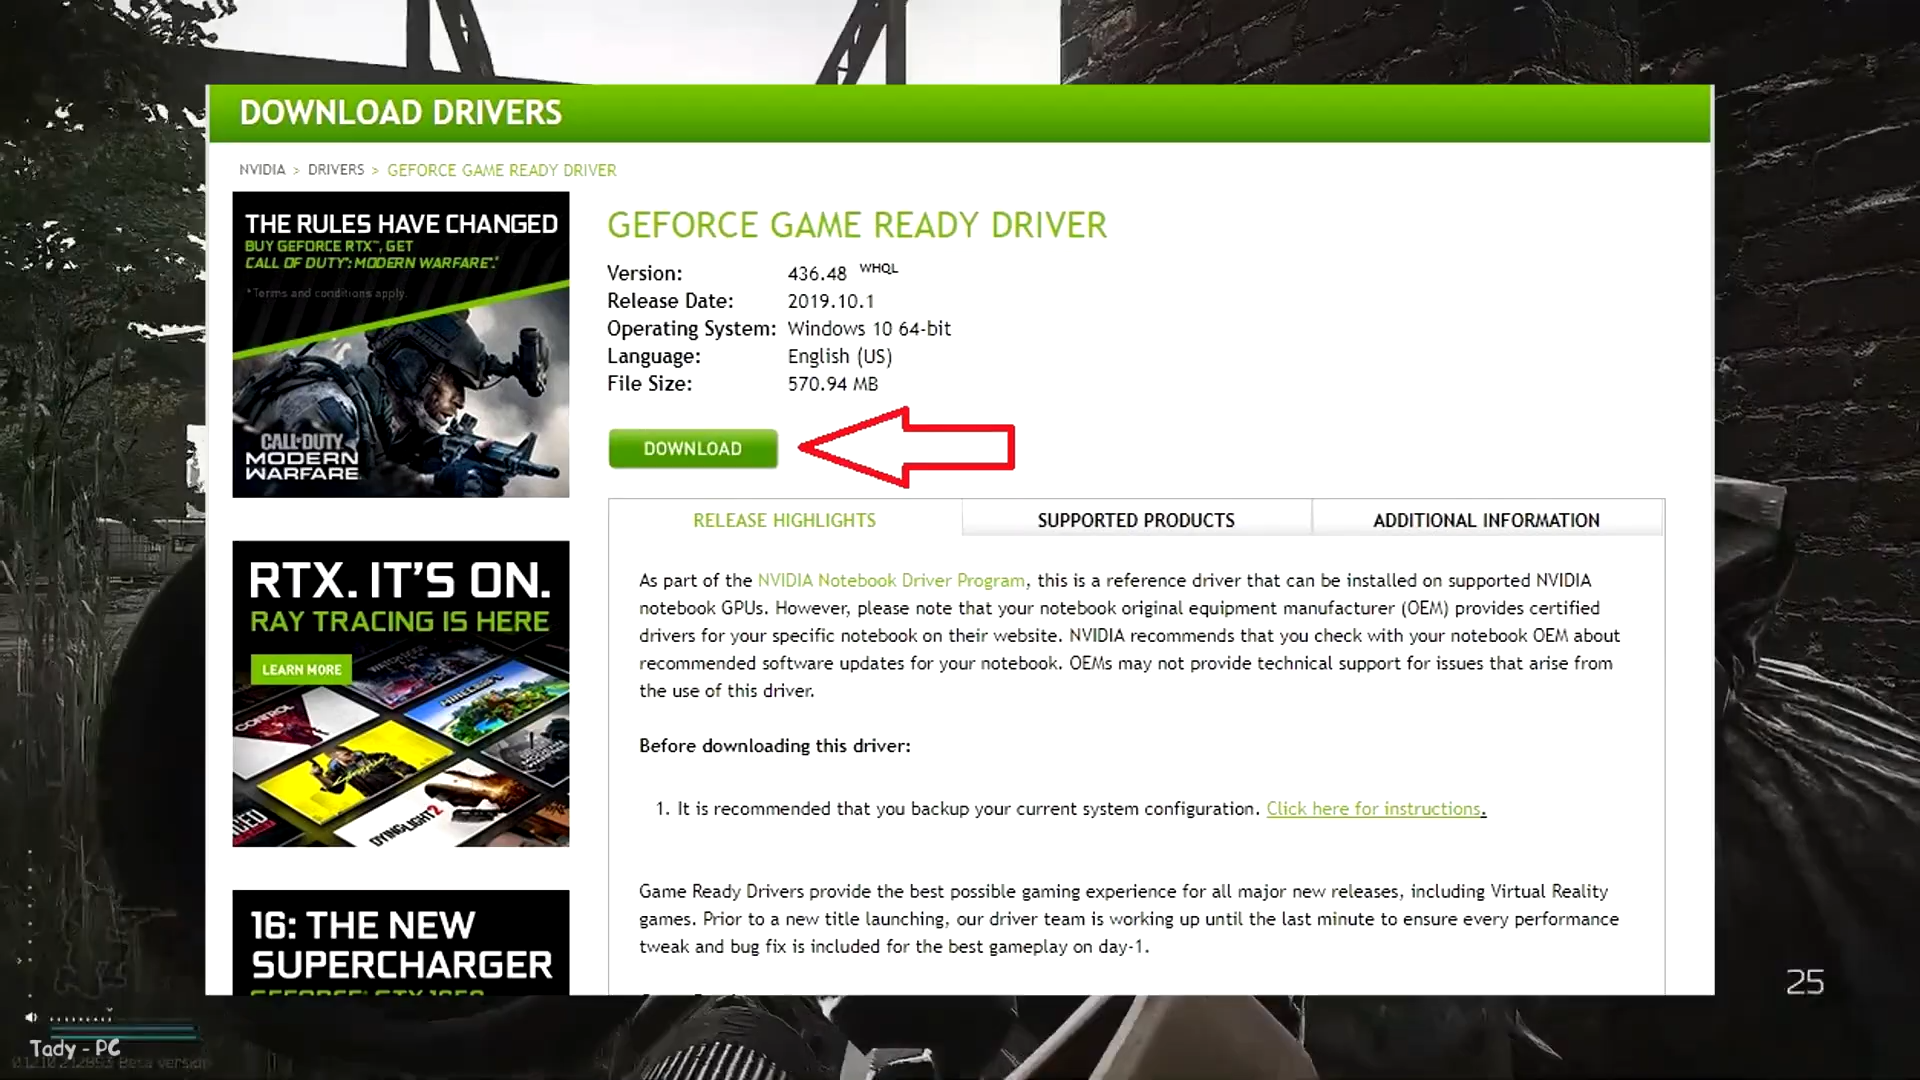 DOWNLOAD DRIVERS
NVIDIA > DRIVERS > GEFORCE GAME READY DRIVER
THE RULES HAVE CHANGED
BUY GEFORCE RTX™, GET
CALL OF DUTY®: MODERN WARFARE®.*
*Terms and conditions apply.
CALL OF DUTY
MODERN
WARFARE
GEFORCE GAME READY DRIVER
Version: 436.48 WHQL
Release Date: 2019.10.1
Operating System: Windows 10 64-bit
Language: English (US)
File Size: 570.94 MB
DOWNLOAD
RELEASE HIGHLIGHTS
SUPPORTED PRODUCTS
ADDITIONAL INFORMATION
As part of the NVIDIA Notebook Driver Program, this is a reference driver that can be installed on supported NVIDIA
notebook GPUs. However, please note that your notebook original equipment manufacturer (OEM) provides certified
drivers for your specific notebook on their website. NVIDIA recommends that you check with your notebook OEM about
recommended software updates for your notebook. OEMs may not provide technical support for issues that arise from
the use of this driver.
Before downloading this driver:
1. It is recommended that you backup your current system configuration. Click here for instructions.
Game Ready Drivers provide the best possible gaming experience for all major new releases, including Virtual Reality
games. Prior to a new title launching, our driver team is working up until the last minute to ensure every performance
tweak and bug fix is included for the best gameplay on day-1.
RTX. IT'S ON.
RAY TRACING IS HERE
LEARN MORE
CONTROL
MINECRAFT
DYING LIGHT 2
16: THE NEW
SUPERCHARGER
25
Tady - PC
Beta version